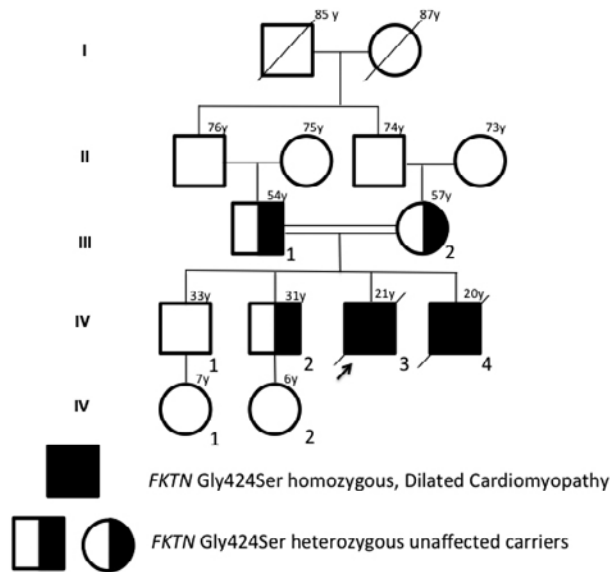 85 y 87y
I
76y 75y 74y 73y
II
54y 57y
III
1 2
33y 31y 21y 20y
IV
1 2 3 4
7y 6y
IV
1 2
FKTN Gly424Ser homozygous, Dilated Cardiomyopathy
FKTN Gly424Ser heterozygous unaffected carriers